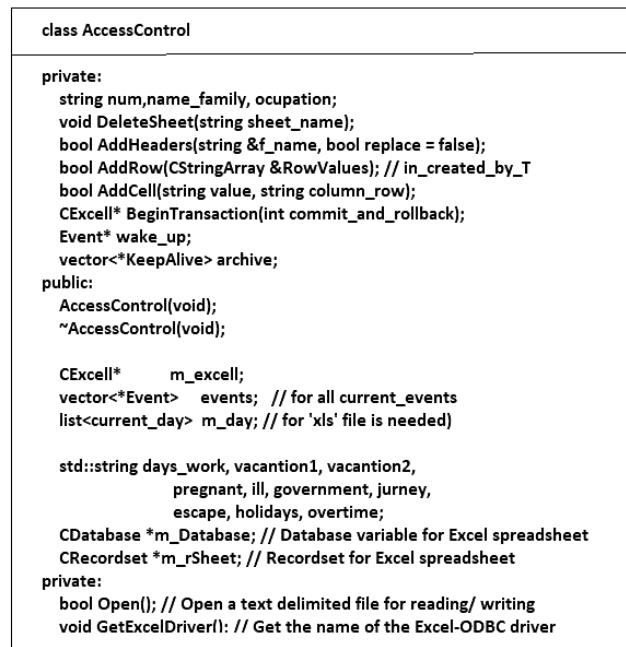 class AccessControl
private:
string num,name_family, ocupation;
void DeleteSheet(string sheet_name);
bool AddHeaders(string &f_name, bool replace = false);
bool AddRow(CStringArray &RowValues); // in_created_by_T
bool AddCell(string value, string column_row);
CExcell* BeginTransaction(int commit_and_rollback);
Event* wake_up;
vector<*KeepAlive> archive;
public:
AccessControl(void);
~AccessControl(void);
CExcell* m_excell;
vector<*Event> events; // for all current_events
list<current_day> m_day; // for 'xls' file is needed)
std::string days_work, vacantion1, vacantion2,
pregnant, ill, government, jurney,
escape, holidays, overtime;
CDatabase *m_Database; // Database variable for Excel spreadsheet
CRecordset *m_rSheet; // Recordset for Excel spreadsheet
private:
bool Open(); // Open a text delimited file for reading/ writing
void GetExcelDriver(); // Get the name of the Excel-ODBC driver